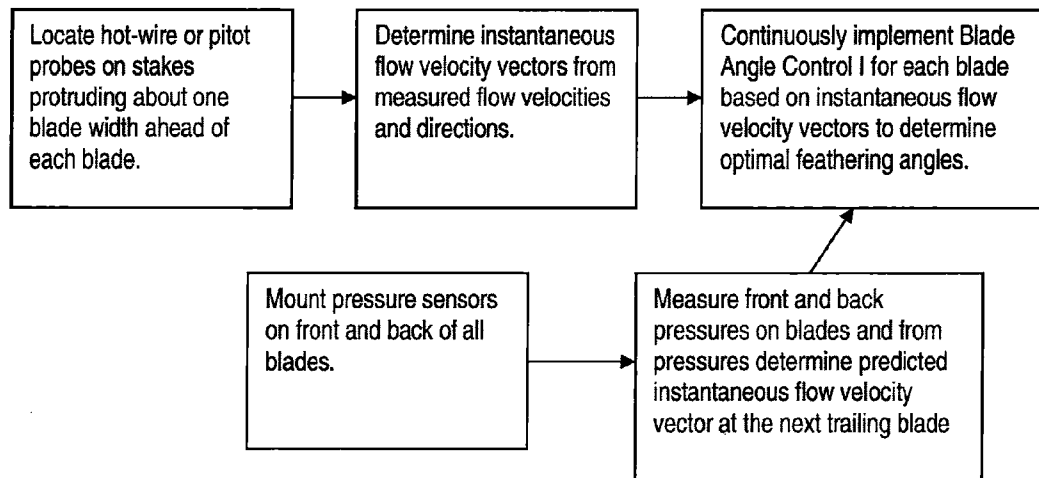 Locate hot-wire or pitot
probes on stakes
protruding about one
blade width ahead of
each blade.
Determine instantaneous
flow velocity vectors from
measured flow velocities
and directions.
Continuously implement Blade
Angle Control I for each blade
based on instantaneous flow
velocity vectors to determine
optimal feathering angles.
Mount pressure sensors
on front and back of all
blades.
Measure front and back
pressures on blades and from
pressures determine predicted
instantaneous flow velocity
vector at the next trailing blade